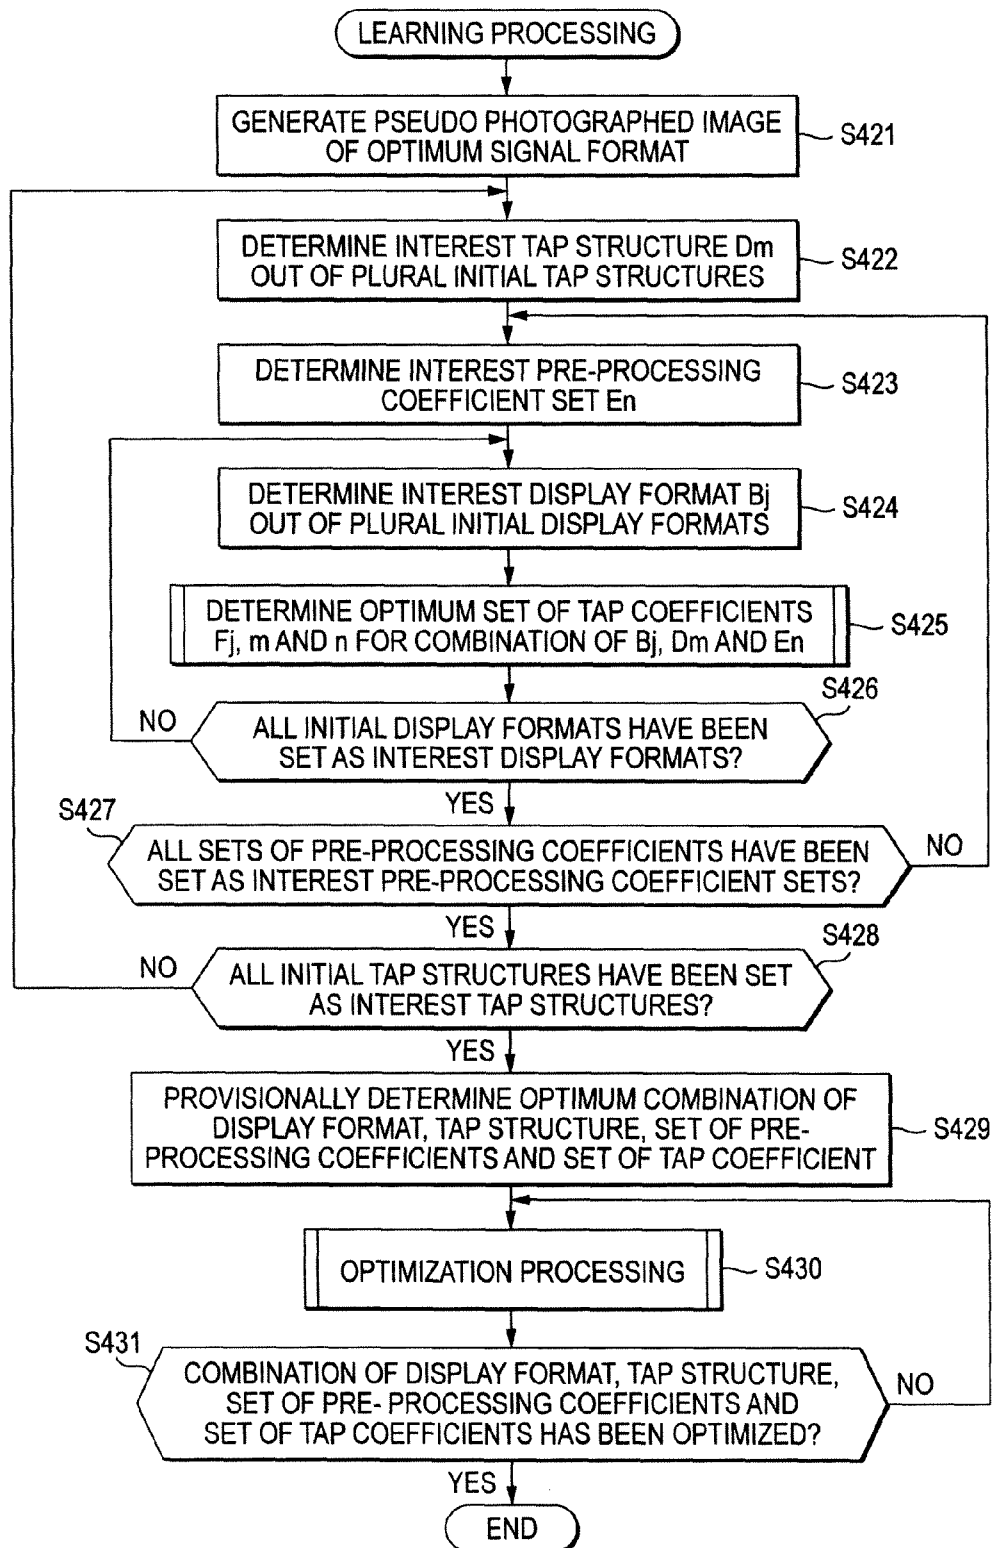 LEARNING PROCESSING
GENERATE PSEUDO PHOTOGRAPHED IMAGE
OF OPTIMUM SIGNAL FORMAT
S421
DETERMINE INTEREST TAP STRUCTURE Dm
OUT OF PLURAL INITIAL TAP STRUCTURES
S422
DETERMINE INTEREST PRE-PROCESSING
COEFFICIENT SET En
S423
DETERMINE INTEREST DISPLAY FORMAT Bj
OUT OF PLURAL INITIAL DISPLAY FORMATS
S424
DETERMINE OPTIMUM SET OF TAP COEFFICIENTS
Fj, m AND n FOR COMBINATION OF Bj, Dm AND En
S425
S426
NO
ALL INITIAL DISPLAY FORMATS HAVE BEEN
SET AS INTEREST DISPLAY FORMATS?
YES
S427
ALL SETS OF PRE-PROCESSING COEFFICIENTS HAVE BEEN
SET AS INTEREST PRE-PROCESSING COEFFICIENT SETS?
NO
YES
S428
NO
ALL INITIAL TAP STRUCTURES HAVE BEEN SET
AS INTEREST TAP STRUCTURES?
YES
PROVISIONALLY DETERMINE OPTIMUM COMBINATION OF
DISPLAY FORMAT, TAP STRUCTURE, SET OF PRE-
PROCESSING COEFFICIENTS AND SET OF TAP COEFFICIENT
S429
OPTIMIZATION PROCESSING
S430
S431
COMBINATION OF DISPLAY FORMAT, TAP STRUCTURE,
SET OF PRE- PROCESSING COEFFICIENTS AND
SET OF TAP COEFFICIENTS HAS BEEN OPTIMIZED?
NO
YES
END